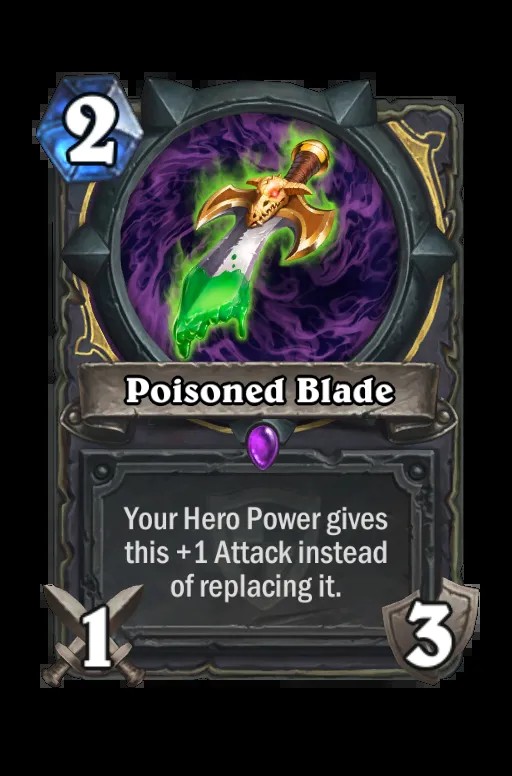 2
Poisoned Blade
Your Hero Power gives
this +1 Attack instead
of replacing it.
1
3